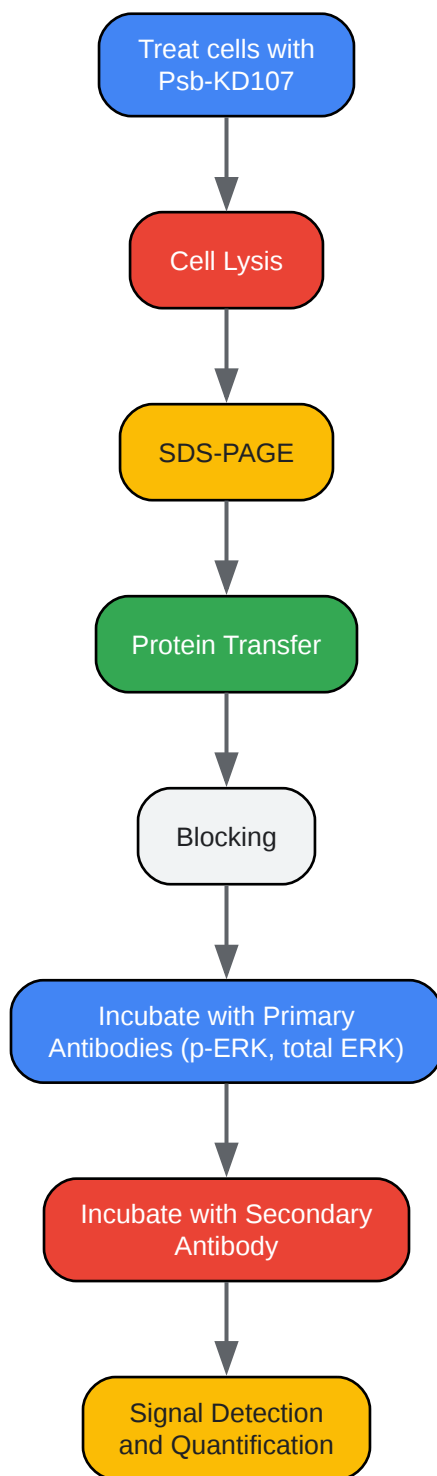 Treat cells with
Psb-KD107
Cell Lysis
SDS-PAGE
Protein Transfer
Blocking
Incubate with Primary
Antibodies (p-ERK, total ERK)
Incubate with Secondary
Antibody
Signal Detection
and Quantification